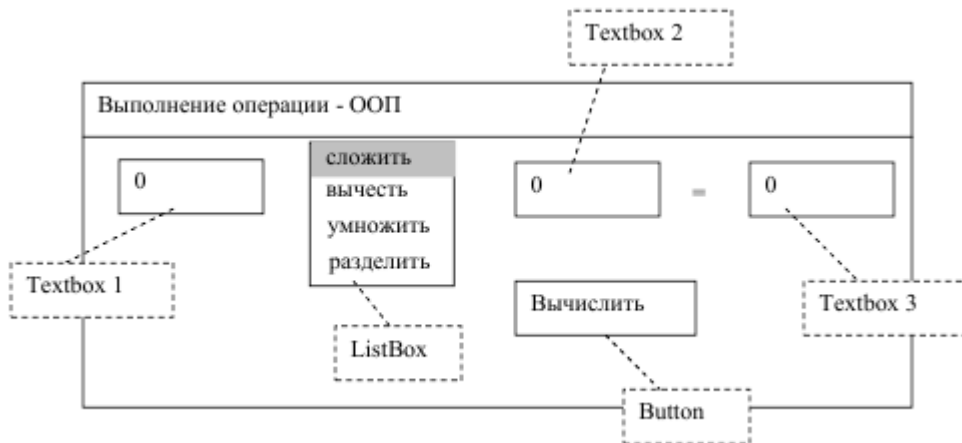 Textbox 2
Выполнение операции - ООП
0
сложить
вычесть
умножить
разделить
0
=
0
Textbox 1
ListBox
Вычислить
Textbox 3
Button